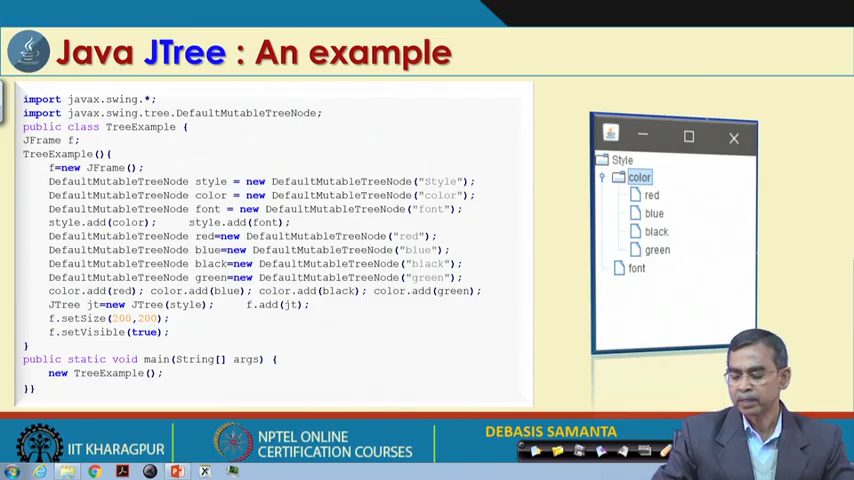 Java JTree : An example
import javax.swing.*;
import javax.swing.tree.DefaultMutableTreeNode;
public class TreeExample {
JFrame f;
TreeExample(){
f=new JFrame();
DefaultMutableTreeNode style = new DefaultMutableTreeNode("Style");
DefaultMutableTreeNode color = new DefaultMutableTreeNode("color");
DefaultMutableTreeNode font = new DefaultMutableTreeNode("font");
style.add(color); style.add(font);
DefaultMutableTreeNode red=new DefaultMutableTreeNode("red");
DefaultMutableTreeNode blue=new DefaultMutableTreeNode("blue");
DefaultMutableTreeNode black=new DefaultMutableTreeNode("black");
DefaultMutableTreeNode green=new DefaultMutableTreeNode("green");
color.add(red); color.add(blue); color.add(black); color.add(green);
JTree jt=new JTree(style); f.add(jt);
f.setSize(200,200);
f.setVisible(true);
}
public static void main(String[] args) {
new TreeExample();
}}
Style
color
red
blue
black
green
font
IIT KHARAGPUR
NPTEL ONLINE
CERTIFICATION COURSES
DEBASIS SAMANTA